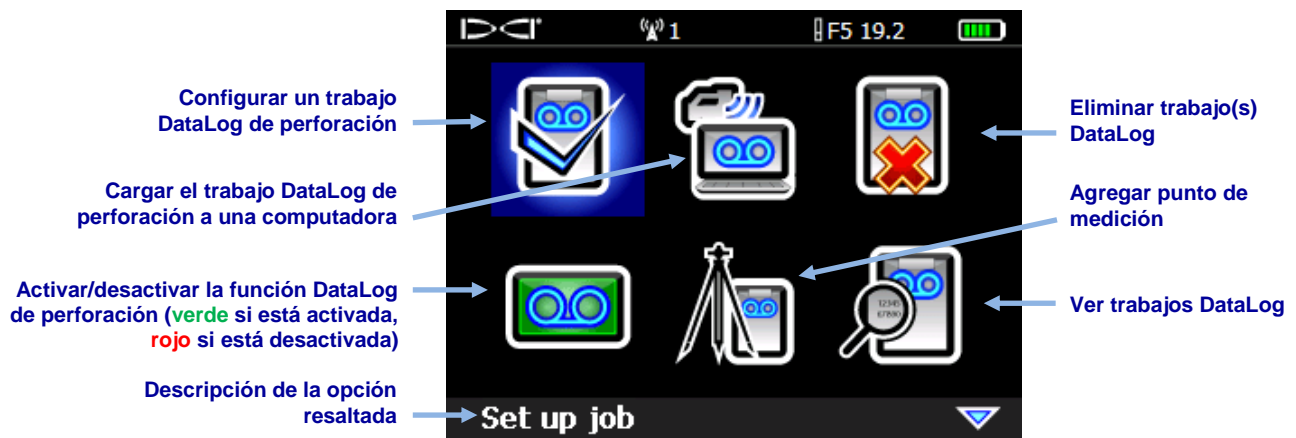 1
F5 19.2
Configurar un trabajo
DataLog de perforación
Cargar el trabajo DataLog de
perforación a una computadora
Activar/desactivar la función DataLog
de perforación (verde si está activada,
rojo si está desactivada)
Descripción de la opción
resaltada
Eliminar trabajo(s)
DataLog
Agregar punto de
medición
Ver trabajos DataLog
12345
67890
Set up job